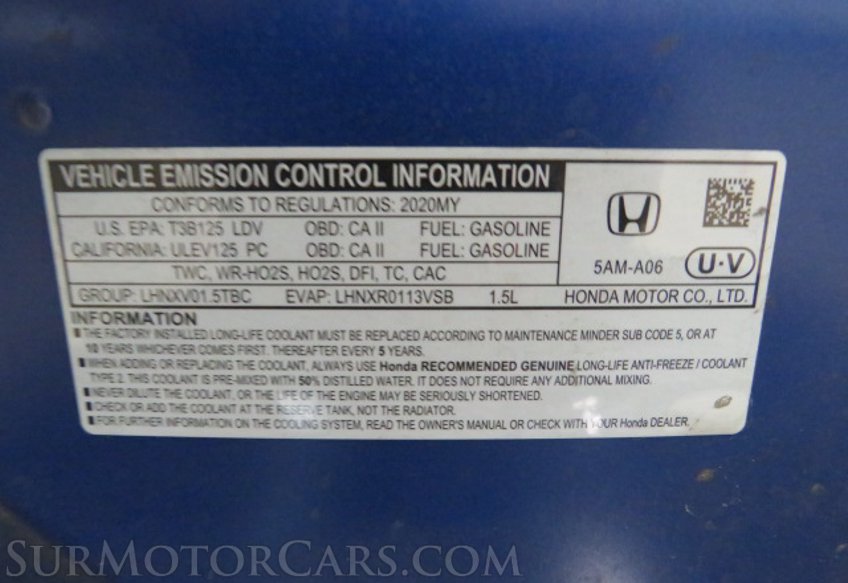 VEHICLE EMISSION CONTROL INFORMATION
CONFORMS TO REGULATIONS: 2020MY
U.S. EPA: T3B125 LDV OBD: CA II FUEL: GASOLINE
CALIFORNIA: ULEV125 PC OBD: CA II FUEL: GASOLINE
TWC, WR-HO2S, HO2S, DFI, TC, CAC
5AM-A06 U·V
GROUP: LHNXV01.5TBC EVAP: LHNXR0113VSB 1.5L HONDA MOTOR CO., LTD.
INFORMATION
THE FACTORY INSTALLED LONG-LIFE COOLANT MUST BE REPLACED ACCORDING TO MAINTENANCE MINDER SUB CODE 5, OR AT
10 YEARS WHICHEVER COMES FIRST. THEREAFTER EVERY 5 YEARS.
WHEN ADDING OR REPLACING THE COOLANT, ALWAYS USE Honda RECOMMENDED GENUINE LONG-LIFE ANTI-FREEZE / COOLANT
TYPE 2. THIS COOLANT IS PRE-MIXED WITH 50% DISTILLED WATER. IT DOES NOT REQUIRE ANY ADDITIONAL MIXING.
NEVER DILUTE THE COOLANT, OR THE LIFE OF THE ENGINE MAY BE SERIOUSLY SHORTENED.
CHECK OR ADD THE COOLANT AT THE RESERVE TANK, NOT THE RADIATOR.
FOR FURTHER INFORMATION ON THE COOLING SYSTEM, READ THE OWNER'S MANUAL OR CHECK WITH YOUR Honda DEALER.
SURMOTORCARS.COM